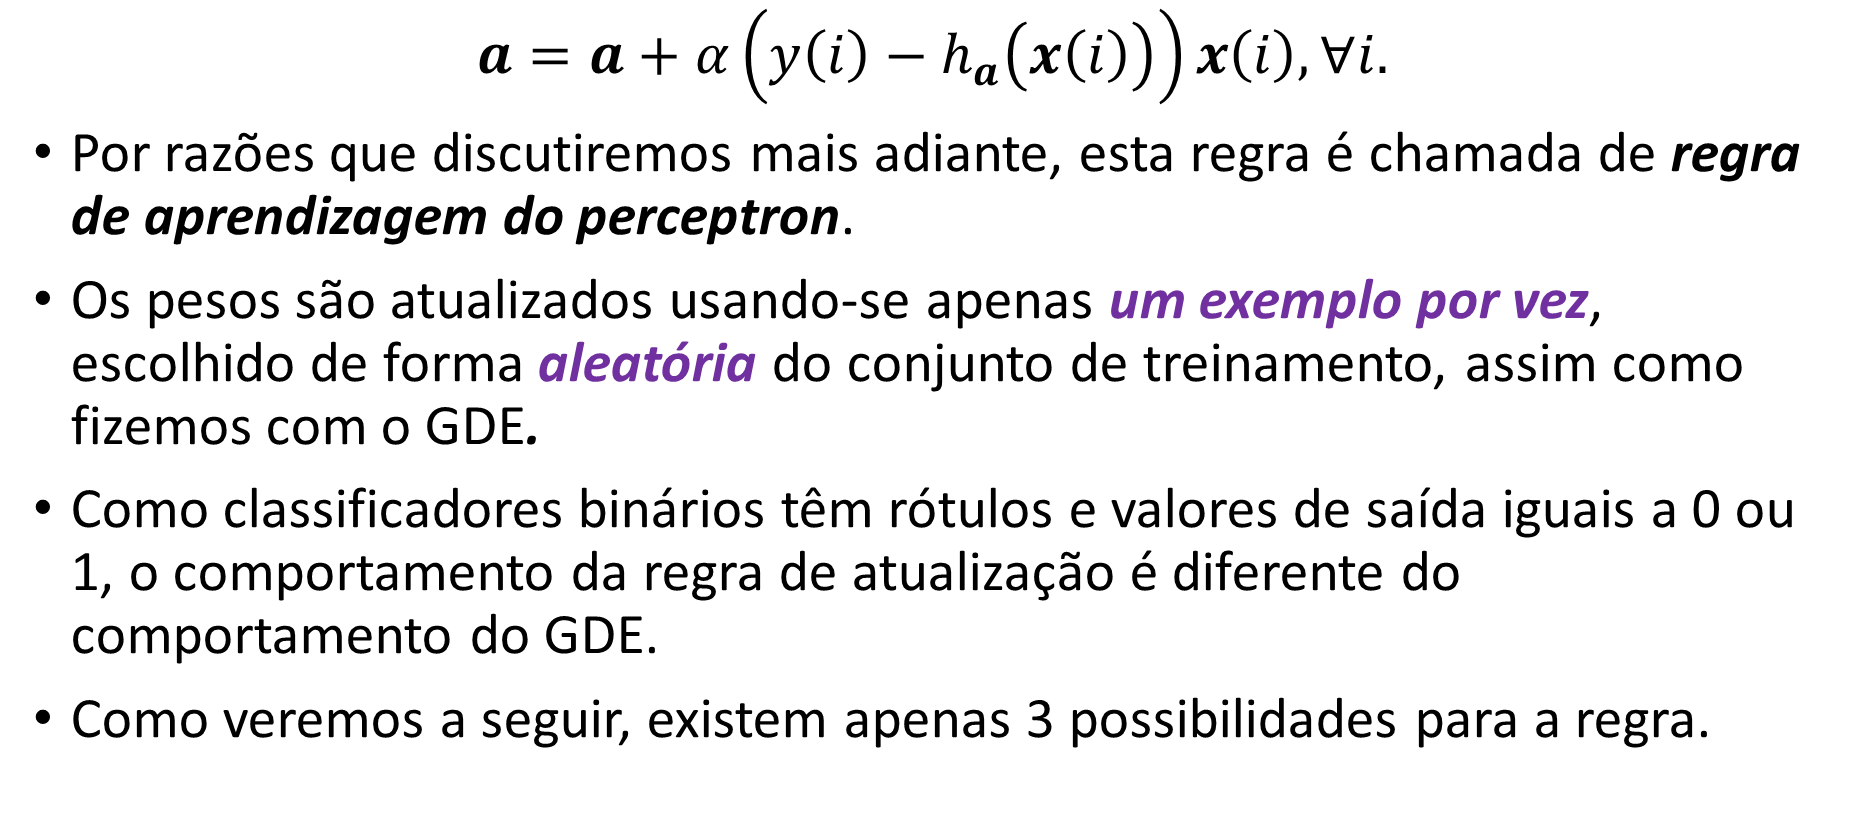 𝒂 = 𝒂 + α(y(i) − h𝒂(𝒙(i)))𝒙(i), ∀i.
• Por razões que discutiremos mais adiante, esta regra é chamada de regra
de aprendizagem do perceptron.
• Os pesos são atualizados usando-se apenas um exemplo por vez,
escolhido de forma aleatória do conjunto de treinamento, assim como
fizemos com o GDE.
• Como classificadores binários têm rótulos e valores de saída iguais a 0 ou
1, o comportamento da regra de atualização é diferente do
comportamento do GDE.
• Como veremos a seguir, existem apenas 3 possibilidades para a regra.